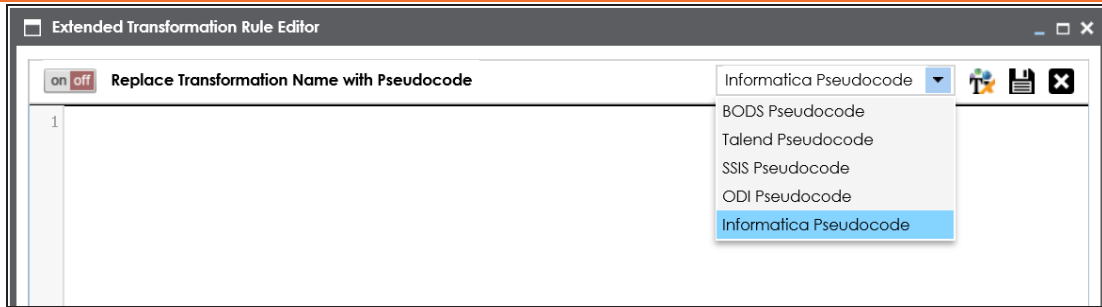 Extended Transformation Rule Editor
on off Replace Transformation Name with Pseudocode Informatica Pseudocode
1
BODS Pseudocode
Talend Pseudocode
SSIS Pseudocode
ODI Pseudocode
Informatica Pseudocode